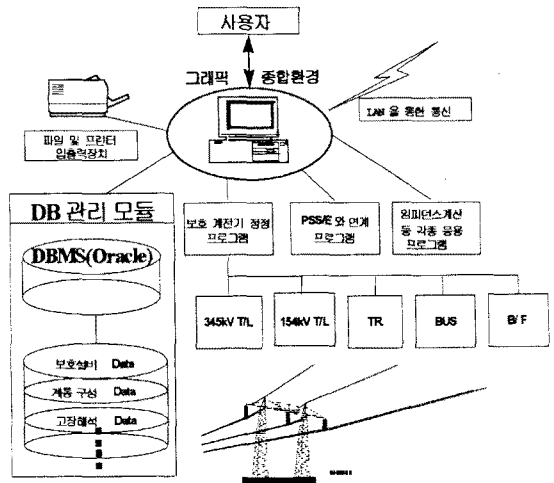 사용자
그래픽 종합환경
LAN 을 통한 통신
파일 및 프린터
입출력장치
DB 관리 모듈
DBMS(Oracle)
보호설비 Data
계통 구성 Data
고장해석 Data
보호 계전기 정정
프로그램
PSS/E 와 연계
프로그램
임피던스계산
등 각종 응용
프로그램
345kV T/L
154kV T/L
TR
BUS
B/F